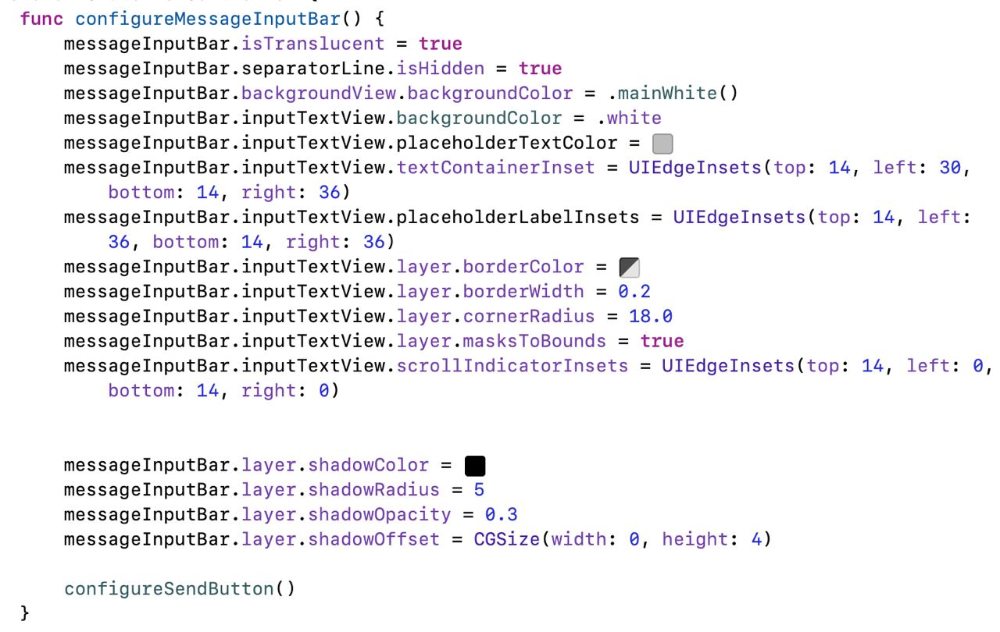 func configureMessageInputBar() {
messageInputBar.isTranslucent = true
messageInputBar.separatorLine.isHidden = true
messageInputBar.backgroundView.backgroundColor = .mainWhite()
messageInputBar.inputTextView.backgroundColor = .white
messageInputBar.inputTextView.placeholderTextColor =
messageInputBar.inputTextView.textContainerInset = UIEdgeInsets(top: 14, left: 30,
bottom: 14, right: 36)
messageInputBar.inputTextView.placeholderLabelInsets = UIEdgeInsets(top: 14, left:
36, bottom: 14, right: 36)
messageInputBar.inputTextView.layer.borderColor =
messageInputBar.inputTextView.layer.borderWidth = 0.2
messageInputBar.inputTextView.layer.cornerRadius = 18.0
messageInputBar.inputTextView.layer.masksToBounds = true
messageInputBar.inputTextView.scrollIndicatorInsets = UIEdgeInsets(top: 14, left: 0,
bottom: 14, right: 0)
messageInputBar.layer.shadowColor =
messageInputBar.layer.shadowRadius = 5
messageInputBar.layer.shadowOpacity = 0.3
messageInputBar.layer.shadowOffset = CGSize(width: 0, height: 4)
configureSendButton()
}